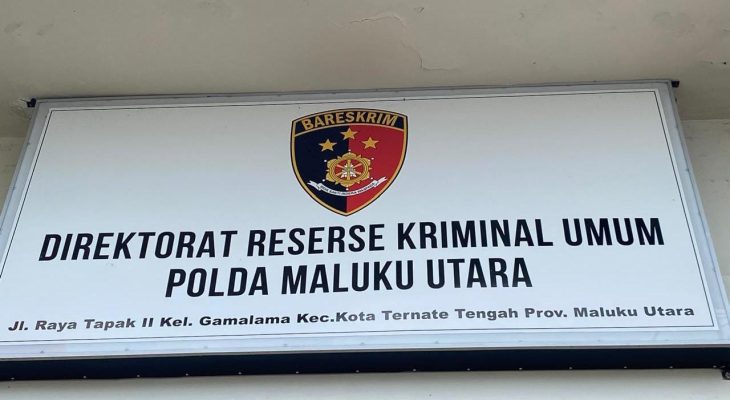 BARESKRIM
DIREKTORAT RESERSE KRIMINAL UMUM
POLDA MALUKU UTARA
Jl. Raya Tapak II Kel. Gamalama Kec.Kota Ternate Tengah Prov. Maluku Utara